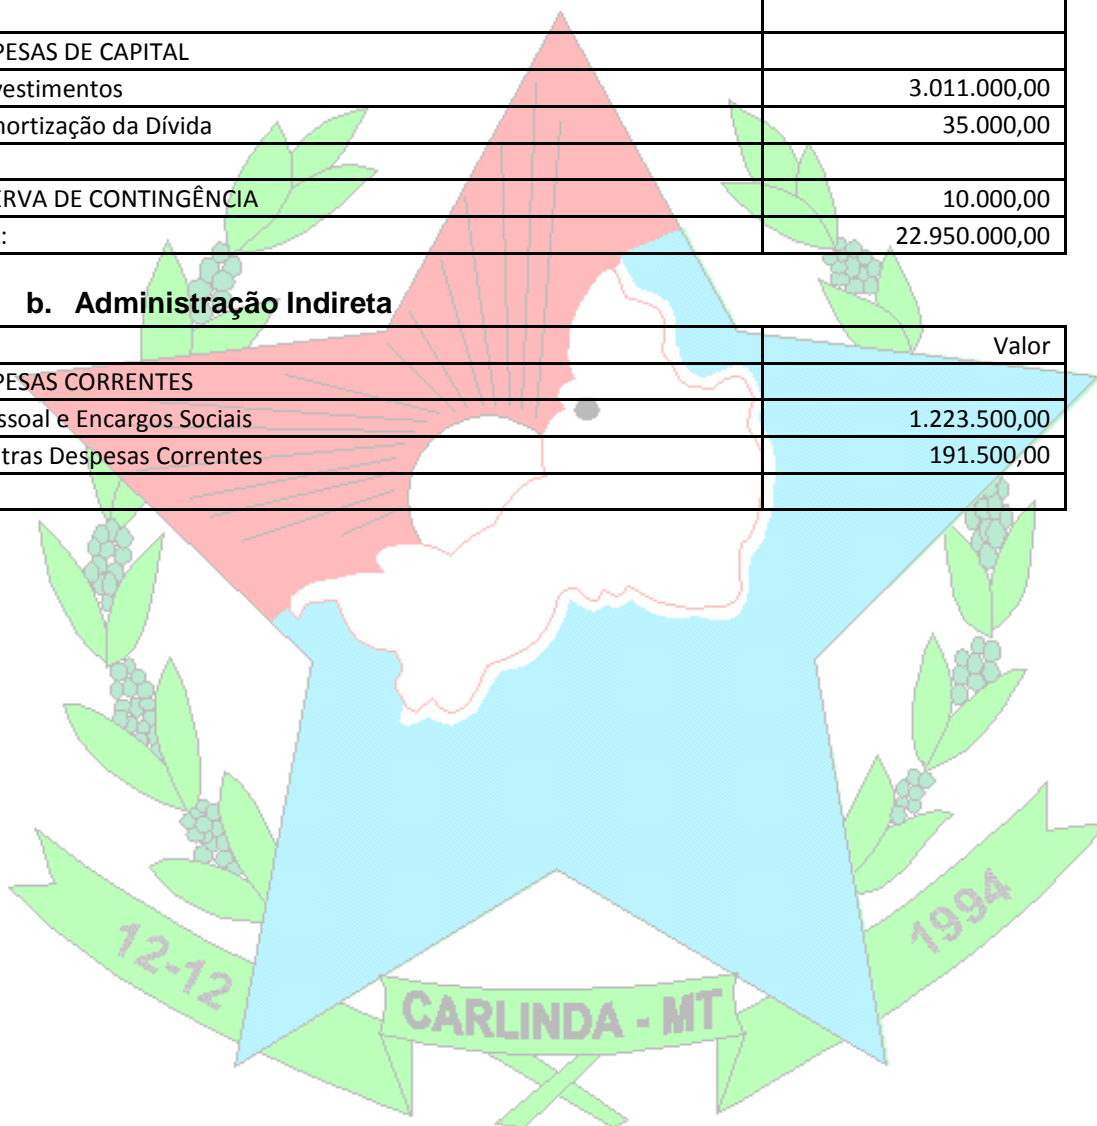 PESAS DE CAPITAL
vestimentos 3.011.000,00
nortização da Dívida 35.000,00
ERVA DE CONTINGÊNCIA 10.000,00
: 22.950.000,00
b. Administração Indireta
Valor
PESAS CORRENTES
ssoal e Encargos Sociais 1.223.500,00
tras Despesas Correntes 191.500,00
12-12
1994
CARLINDA - MT